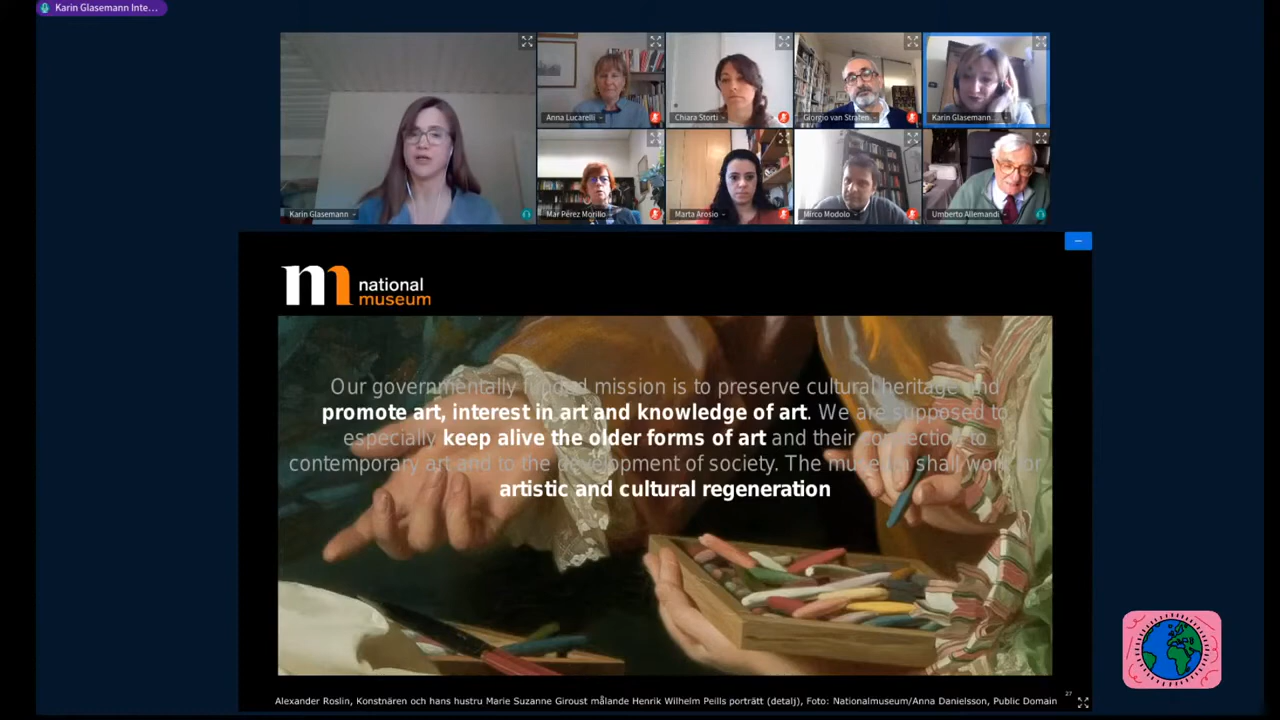 Karin Glasemann Inte...
Anna Lucarelli
Chiara Storti
Giorgio van Straten
Karin Glasemann...
Karin Glasemann
Mar Pérez Morillo
Marta Arosio
Mirco Modolo
Umberto Allemandi
national
museum
Our governmentally funded mission is to preserve cultural heritage and
promote art, interest in art and knowledge of art. We are supposed to
especially keep alive the older forms of art and their connection to
contemporary art and to the development of society. The museum shall work for
artistic and cultural regeneration
27
Alexander Roslin, Konstnären och hans hustru Marie Suzanne Giroust målande Henrik Wilhelm Peills porträtt (detalj), Foto: Nationalmuseum/Anna Danielsson, Public Domain